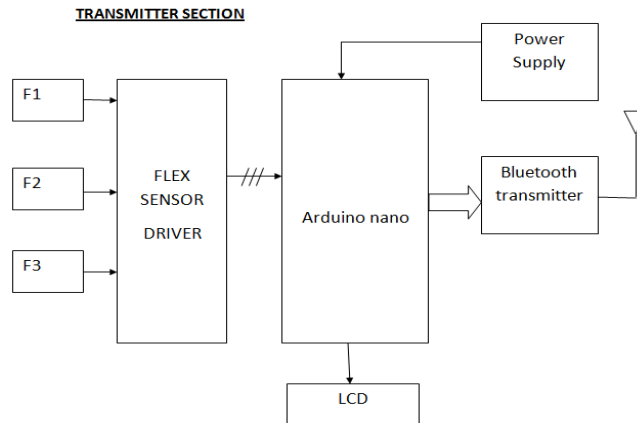 TRANSMITTER SECTION
Power
Supply
F1
F2
F3
FLEX
SENSOR
DRIVER
Arduino nano
Bluetooth
transmitter
LCD